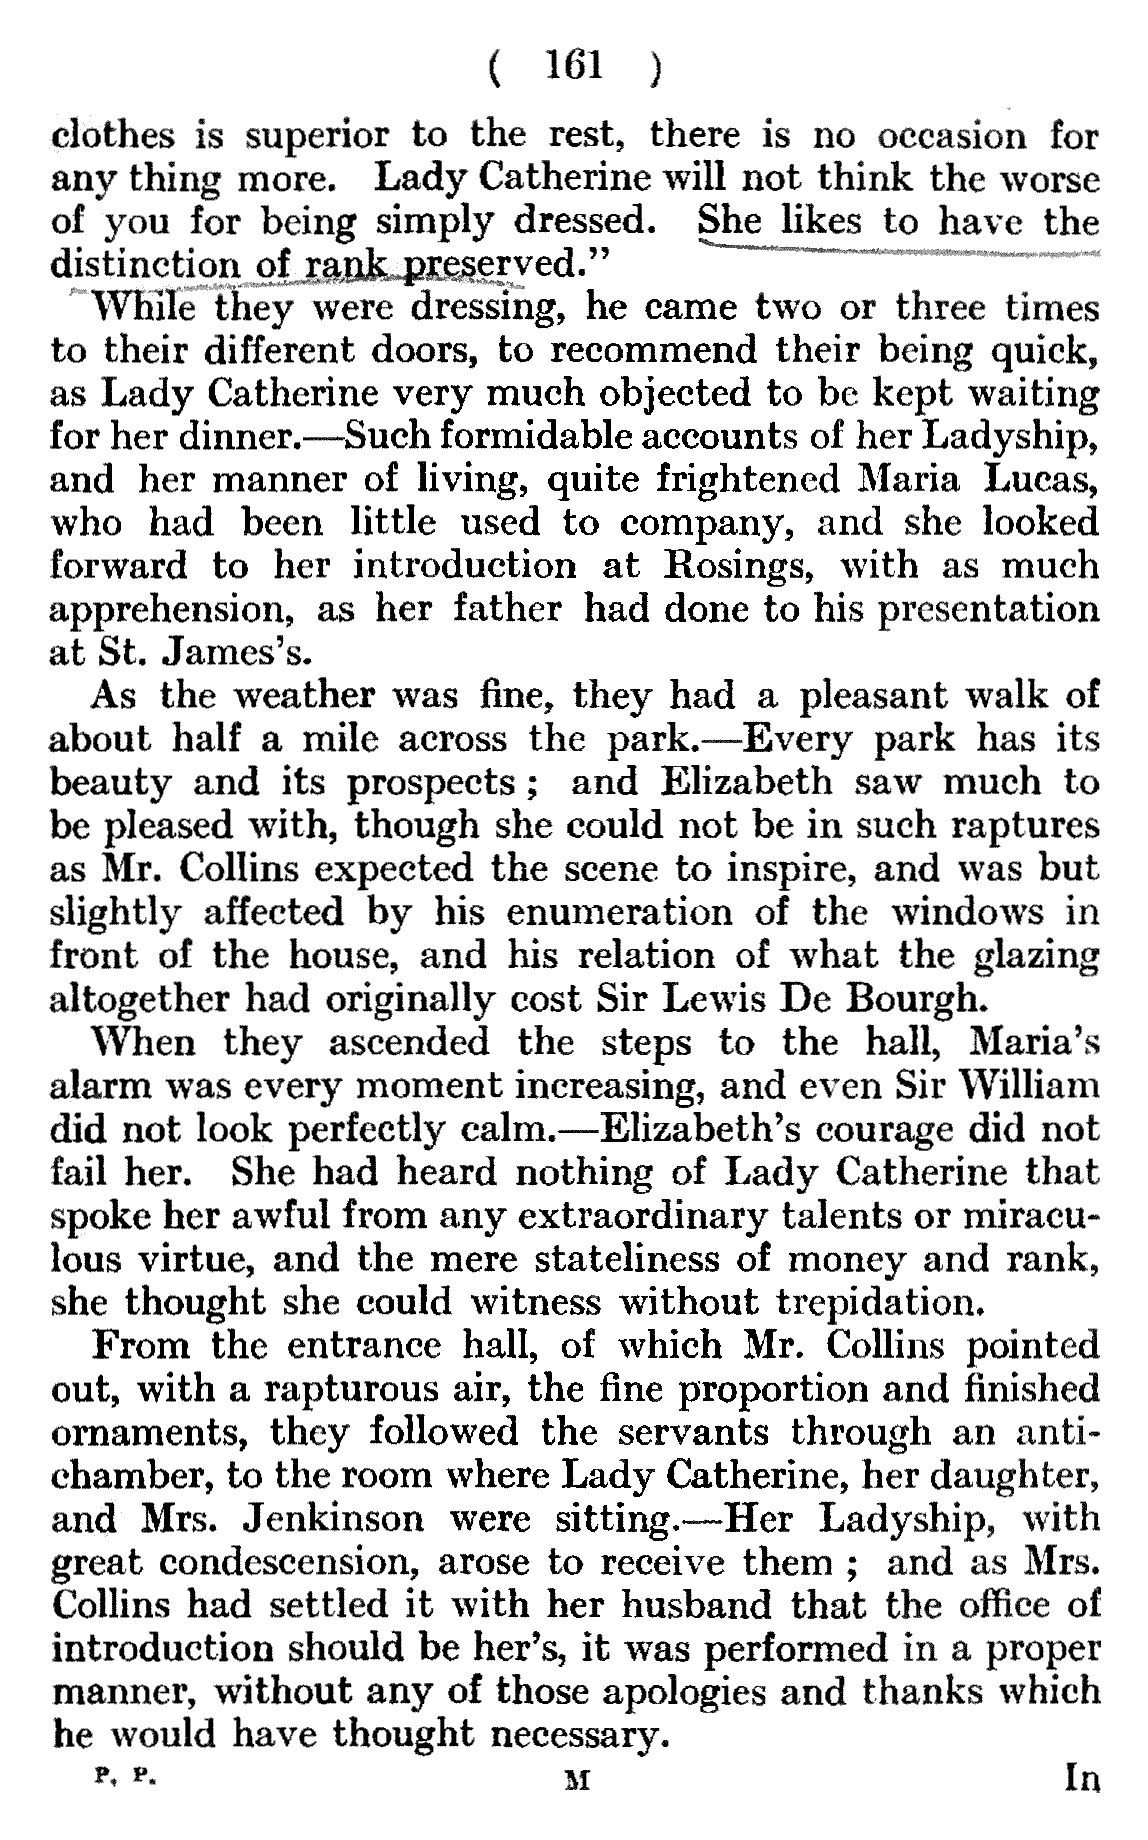 ( 161 )
clothes is superior to the rest, there is no occasion for
any thing more. Lady Catherine will not think the worse
of you for being simply dressed. She likes to have the
distinction of rank preserved.”
While they were dressing, he came two or three times
to their different doors, to recommend their being quick,
as Lady Catherine very much objected to be kept waiting
for her dinner.—Such formidable accounts of her Ladyship,
and her manner of living, quite frightened Maria Lucas,
who had been little used to company, and she looked
forward to her introduction at Rosings, with as much
apprehension, as her father had done to his presentation
at St. James’s.
As the weather was fine, they had a pleasant walk of
about half a mile across the park.—Every park has its
beauty and its prospects ; and Elizabeth saw much to
be pleased with, though she could not be in such raptures
as Mr. Collins expected the scene to inspire, and was but
slightly affected by his enumeration of the windows in
front of the house, and his relation of what the glazing
altogether had originally cost Sir Lewis De Bourgh.
When they ascended the steps to the hall, Maria’s
alarm was every moment increasing, and even Sir William
did not look perfectly calm.—Elizabeth’s courage did not
fail her. She had heard nothing of Lady Catherine that
spoke her awful from any extraordinary talents or miracu-
lous virtue, and the mere stateliness of money and rank,
she thought she could witness without trepidation.
From the entrance hall, of which Mr. Collins pointed
out, with a rapturous air, the fine proportion and finished
ornaments, they followed the servants through an anti-
chamber, to the room where Lady Catherine, her daughter,
and Mrs. Jenkinson were sitting.—Her Ladyship, with
great condescension, arose to receive them ; and as Mrs.
Collins had settled it with her husband that the office of
introduction should be her’s, it was performed in a proper
manner, without any of those apologies and thanks which
he would have thought necessary.
P. P. M In